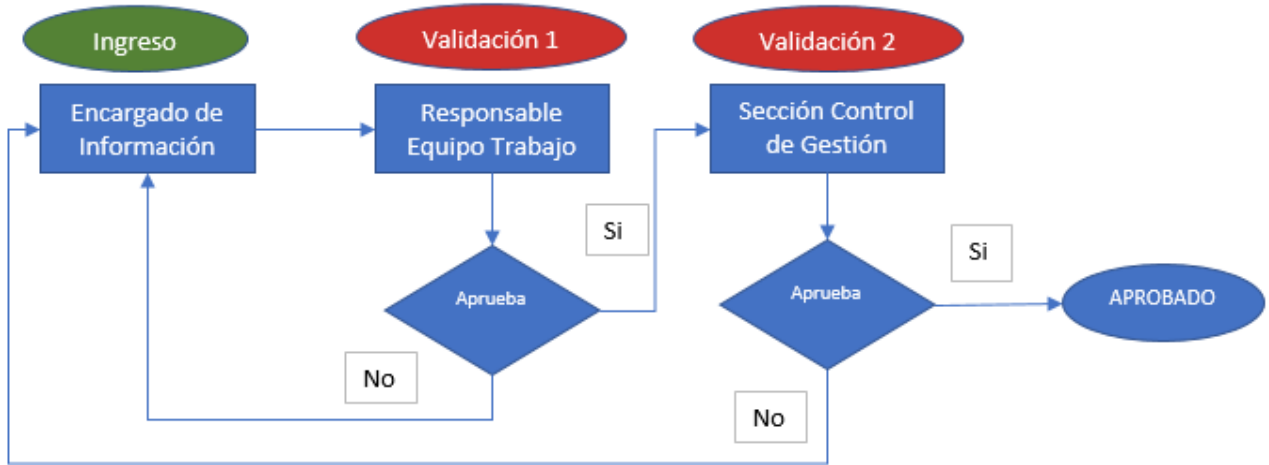 Ingreso
Validación 1
Validación 2
Encargado de
Información
Responsable
Equipo Trabajo
Sección Control
de Gestión
Si
Si
Aprueba
Aprueba
APROBADO
No
No